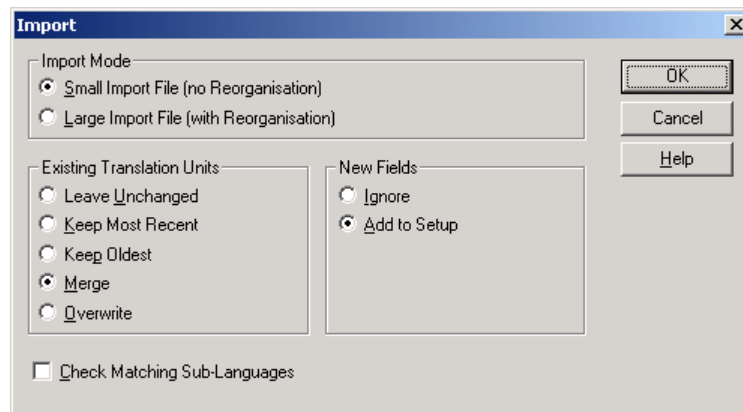 Import
Import Mode
Small Import File (no Reorganisation)
Large Import File (with Reorganisation)
OK
Cancel
Help
Existing Translation Units
Leave Unchanged
Keep Most Recent
Keep Oldest
Merge
Overwrite
New Fields
Ignore
Add to Setup
Check Matching Sub-Languages